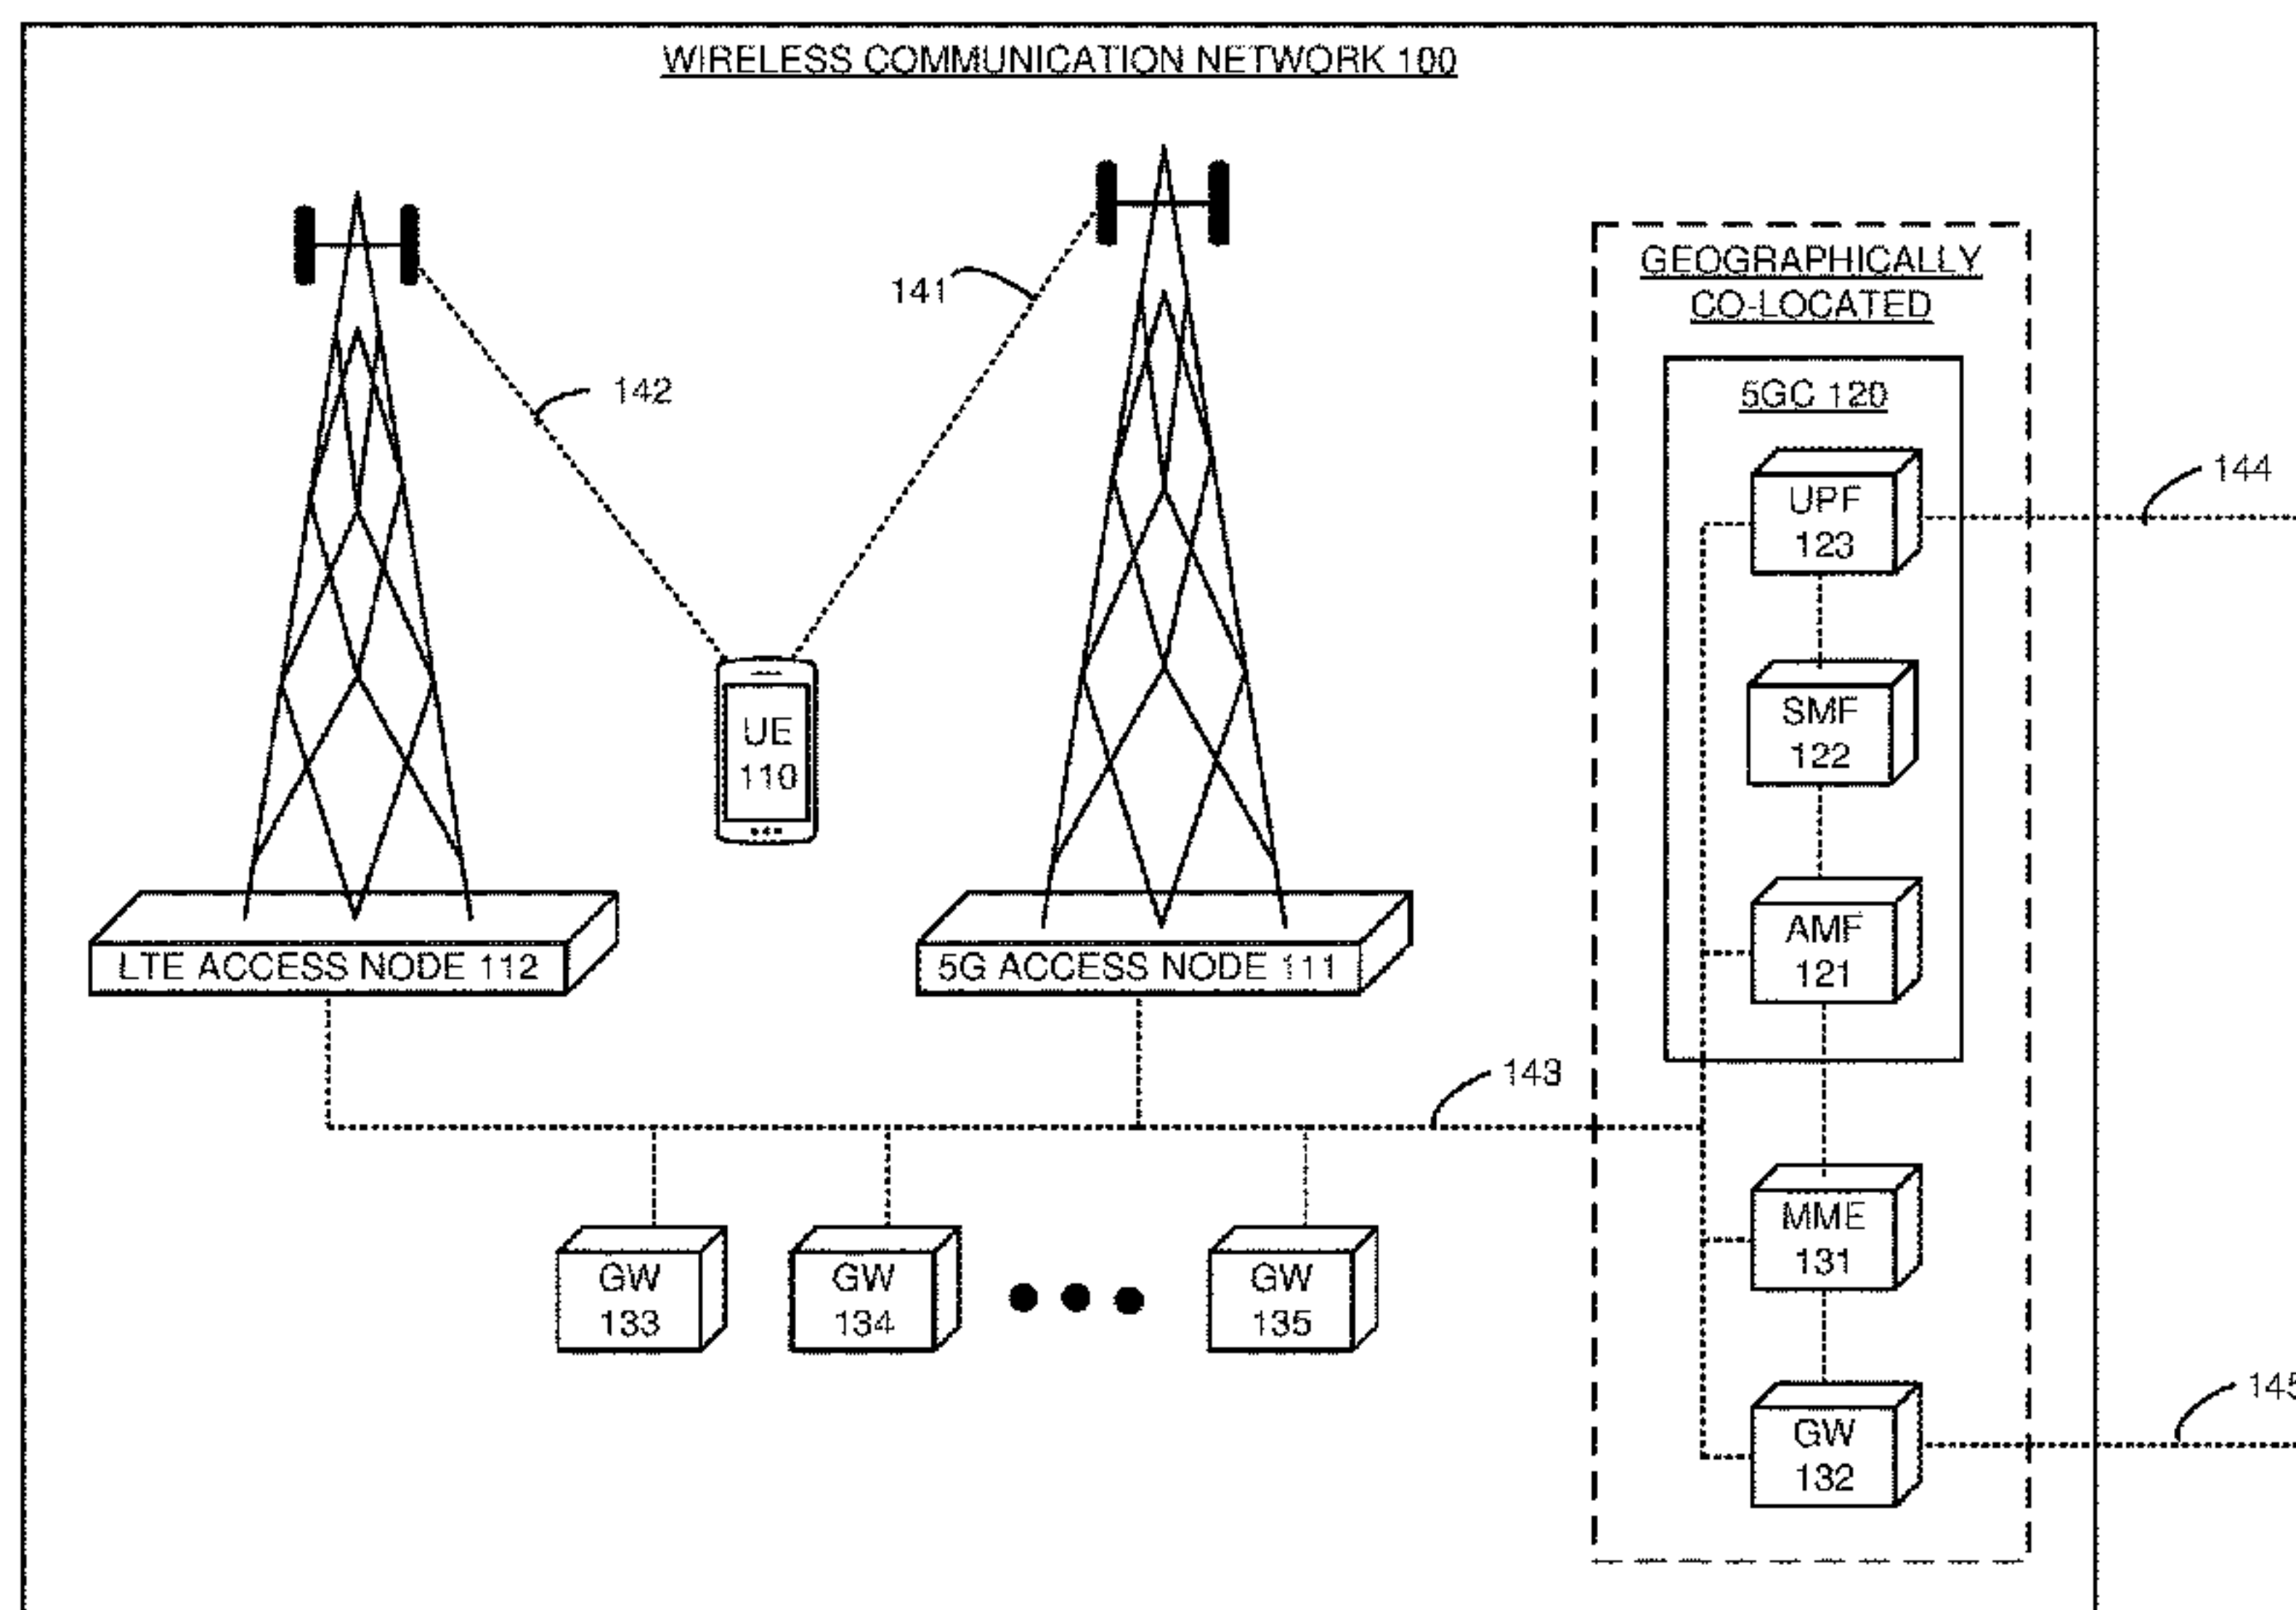 WIRELESS COMMUNICATION NETWORK 100
141
142
GEOGRAPHICALLY
CO-LOCATED
5GC 120
UPF
123
144
SMF
122
UE
110
AMF
121
LTE ACCESS NODE 112
5G ACCESS NODE 111
143
MME
131
GW
133
GW
134
GW
135
145
GW
132